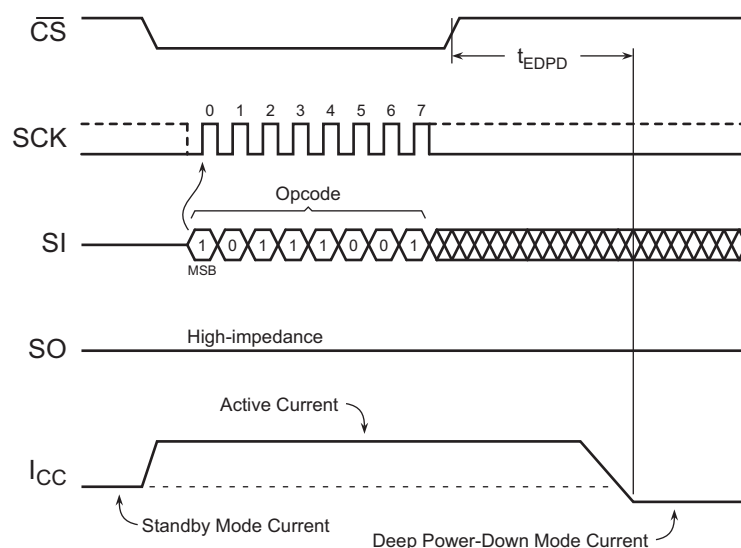 CS
tEDPD
SCK
0 1 2 3 4 5 6 7
Opcode
SI
1 0 1 1 1 0 0 1
MSB
SO
High-impedance
Active Current
ICC
Standby Mode Current
Deep Power-Down Mode Current